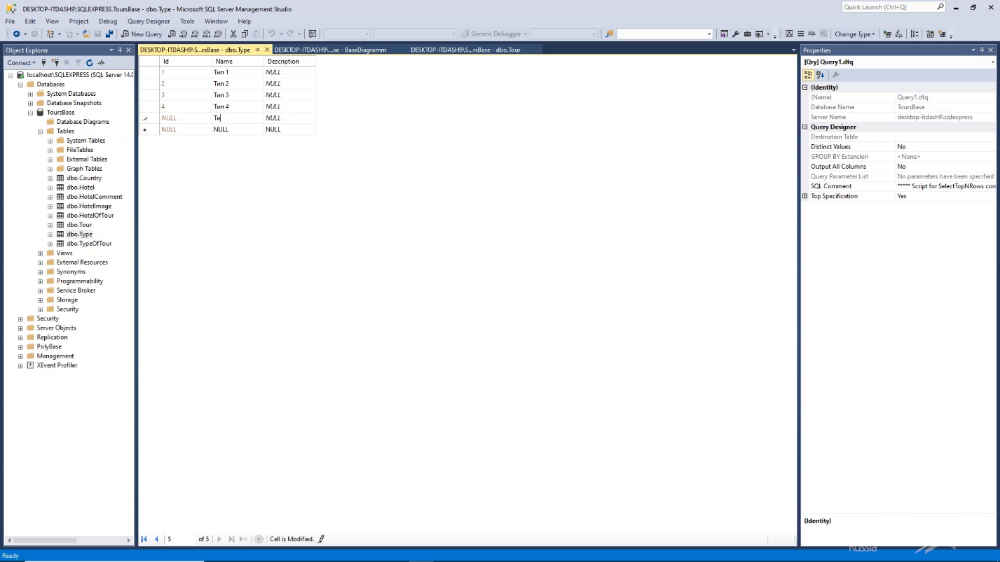 DESKTOP-ITDASH9\SQLEXPRESS.ToursBase - dbo.Type - Microsoft SQL Server Management Studio
Quick Launch (Ctrl+Q)
File Edit View Project Debug Query Designer Tools Window Help
New Query Generic Debugger SQL Change Type
Object Explorer
DESKTOP-ITDASH9\S...rsBase - dbo.Type DESKTOP-ITDASH9\...se - BaseDiagramm DESKTOP-ITDASH9\S...rsBase - dbo.Tour
Properties
Connect
localhost\SQLEXPRESS (SQL Server 14.0
Databases
System Databases
Database Snapshots
ToursBase
Database Diagrams
Tables
System Tables
FileTables
External Tables
Graph Tables
dbo.Country
dbo.Hotel
dbo.HotelComment
dbo.HotelImage
dbo.HotelOfTour
dbo.Tour
dbo.Type
dbo.TypeOfTour
Views
External Resources
Synonyms
Programmability
Service Broker
Storage
Security
Security
Server Objects
Replication
PolyBase
Management
XEvent Profiler
Id Name Description
1 Тип 1 NULL
2 Тип 2 NULL
3 Тип 3 NULL
4 Тип 4 NULL
NULL Ти NULL
NULL NULL NULL
5 of 5 Cell is Modified.
[Qry] Query1.dtq
(Identity)
(Name) Query1.dtq
Database Name ToursBase
Server Name desktop-itdash9\sqlexpress
Query Designer
Destination Table
Distinct Values No
GROUP BY Extension <None>
Output All Columns No
Query Parameter List No parameters have been specified
SQL Comment ***** Script for SelectTopNRows com
Top Specification Yes
(Identity)
Russia
Ready